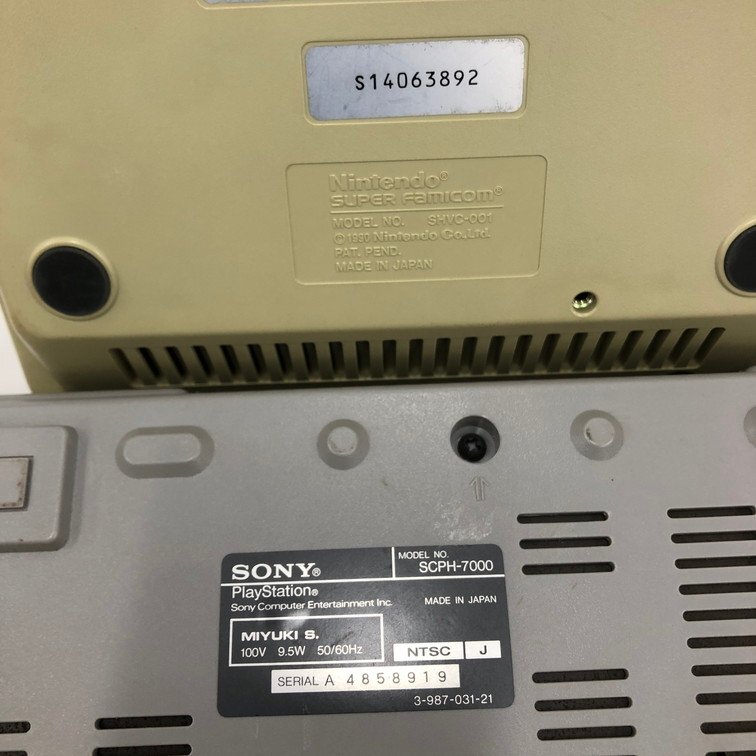 S14063892
Nintendo®
SUPER FAMICOM®
MODEL NO. SHVC-001
©1990 Nintendo Co., Ltd.
PAT. PEND.
MADE IN JAPAN
SONY®
MODEL NO.
SCPH-7000
PlayStation®
Sony Computer Entertainment Inc.
MADE IN JAPAN
MIYUKI S.
100V 9.5W 50/60Hz
NTSC J
SERIAL A 4858919
3-987-031-21